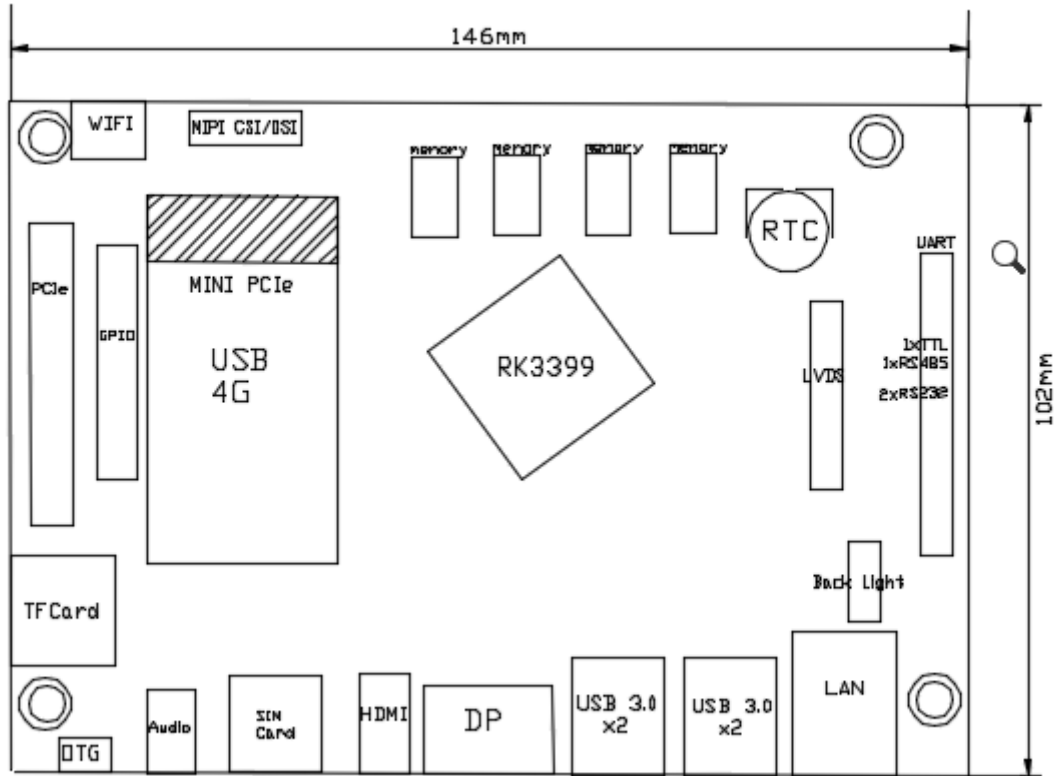 146mm
WIFI
MIPI CSI/DSI
memory
memory
memory
memory
RTC
UART
PCIe
GPIO
MINI PCIe
USB
4G
RK3399
LVDS
1xTTL
1xRS485
2xRS232
102mm
Back Light
TFCard
LAN
OTG
Audio
SIM
Card
HDMI
DP
USB 3.0
x2
USB 3.0
x2